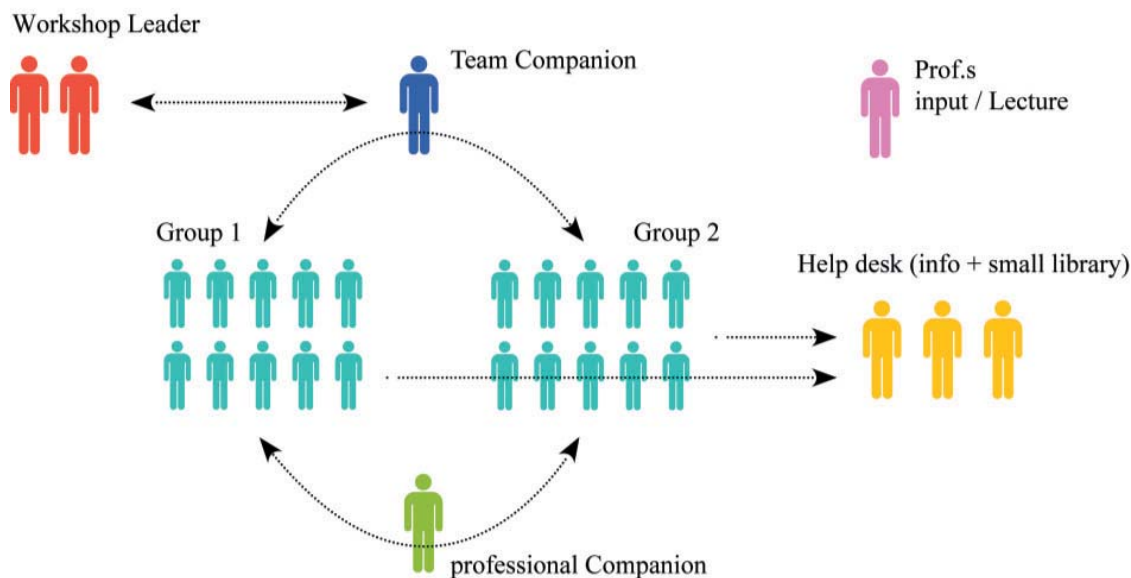 Workshop Leader
Team Companion
Prof.s
input / Lecture
Group 1
Group 2
Help desk (info + small library)
professional Companion